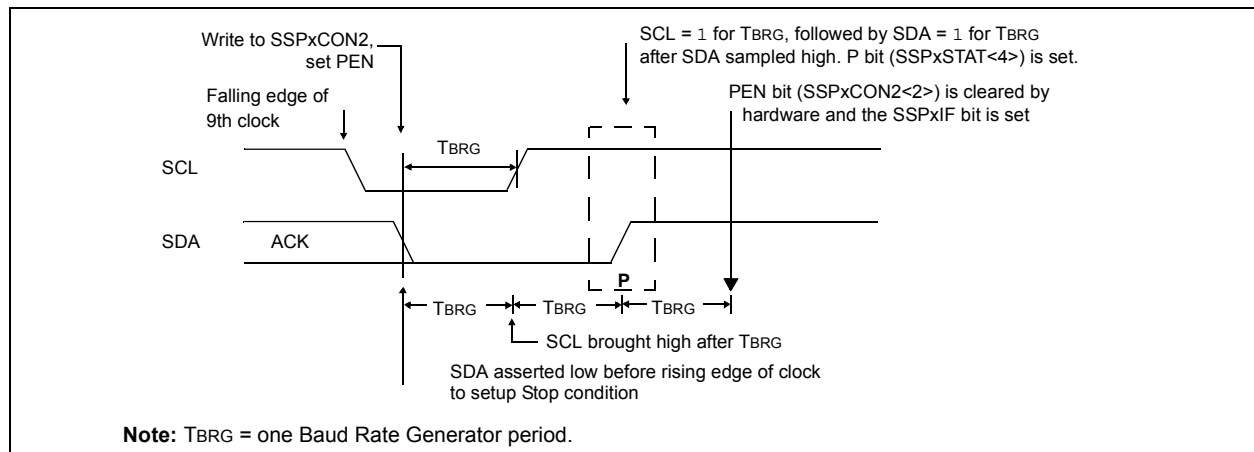 Write to SSPxCON2,
set PEN
SCL = 1 for TBRG, followed by SDA = 1 for TBRG
after SDA sampled high. P bit (SSPxSTAT<4>) is set.
Falling edge of
9th clock
PEN bit (SSPxCON2<2>) is cleared by
hardware and the SSPxIF bit is set
TBRG
SCL
SDA
ACK
P
TBRG
TBRG
TBRG
SCL brought high after TBRG
SDA asserted low before rising edge of clock
to setup Stop condition
Note: TBRG = one Baud Rate Generator period.